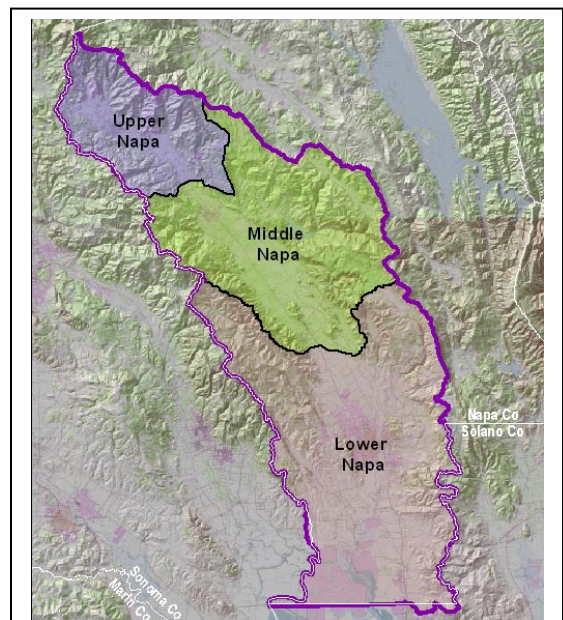 Upper
Napa
Middle
Napa
Napa Co
Solano Co
Lower
Napa
Sonoma Co
Marin Co